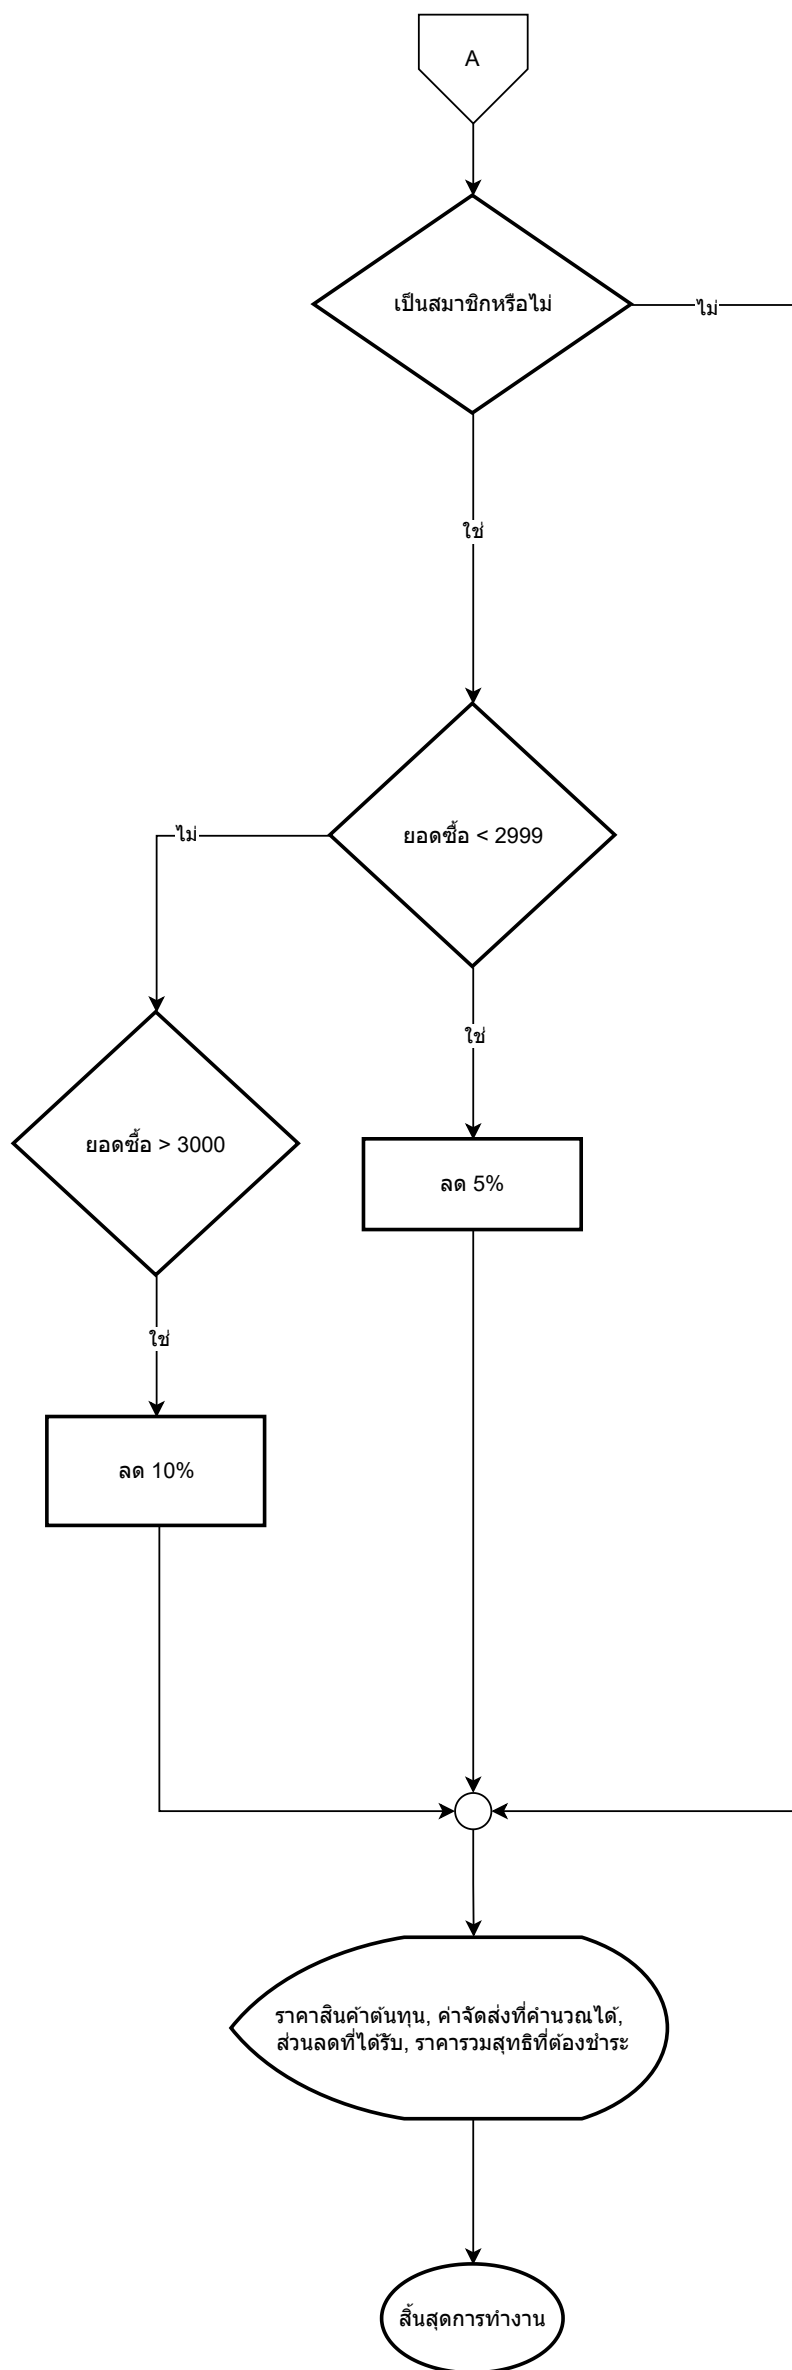 A
เป็นสมาชิกหรือไม่
ไม่
ใช่
ยอดซื้อ < 2999
ไม่
ใช่
ยอดซื้อ > 3000
ลด 5%
ใช่
ลด 10%
ราคาสินค้าต้นทุน, ค่าจัดส่งที่คำนวณได้,
ส่วนลดที่ได้รับ, ราคารวมสุทธิที่ต้องชำระ
สิ้นสุดการทำงาน